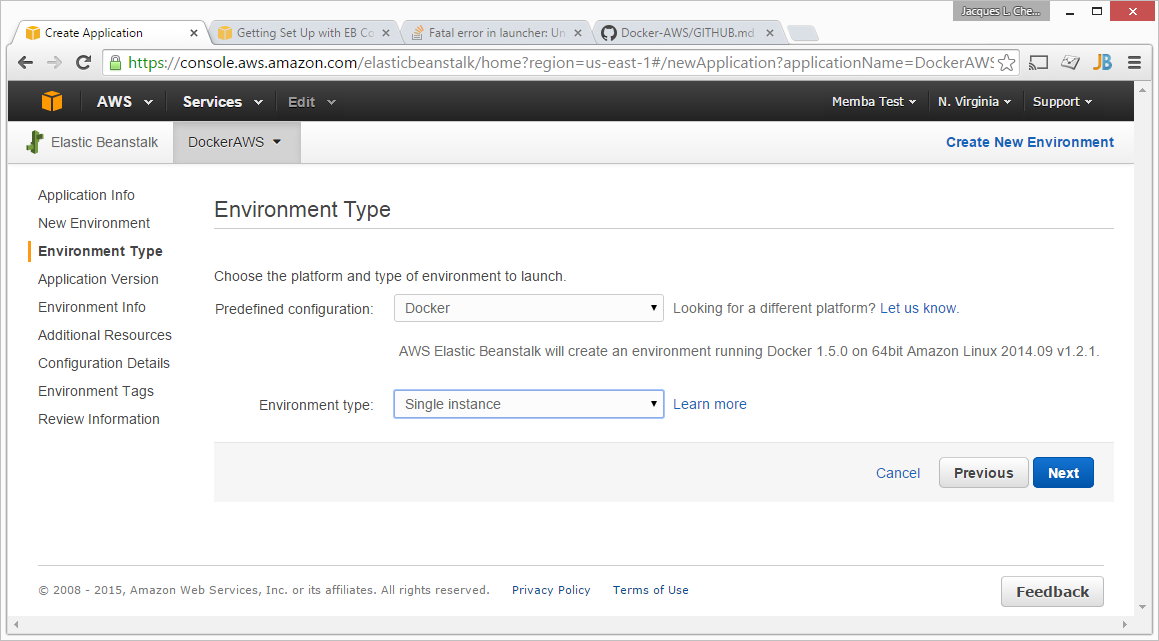 Jacques L. Che...
Create Application
Getting Set Up with EB Co
Fatal error in launcher: Un
Docker-AWS/GITHUB.md
https://console.aws.amazon.com/elasticbeanstalk/home?region=us-east-1#/newApplication?applicationName=DockerAWS
JB
AWS Services Edit Memba Test N. Virginia Support
Elastic Beanstalk DockerAWS Create New Environment
Application Info
New Environment
Environment Type
Application Version
Environment Info
Additional Resources
Configuration Details
Environment Tags
Review Information
Environment Type
Choose the platform and type of environment to launch.
Predefined configuration: Docker Looking for a different platform? Let us know.
AWS Elastic Beanstalk will create an environment running Docker 1.5.0 on 64bit Amazon Linux 2014.09 v1.2.1.
Environment type: Single instance Learn more
Cancel Previous Next
© 2008 - 2015, Amazon Web Services, Inc. or its affiliates. All rights reserved. Privacy Policy Terms of Use
Feedback